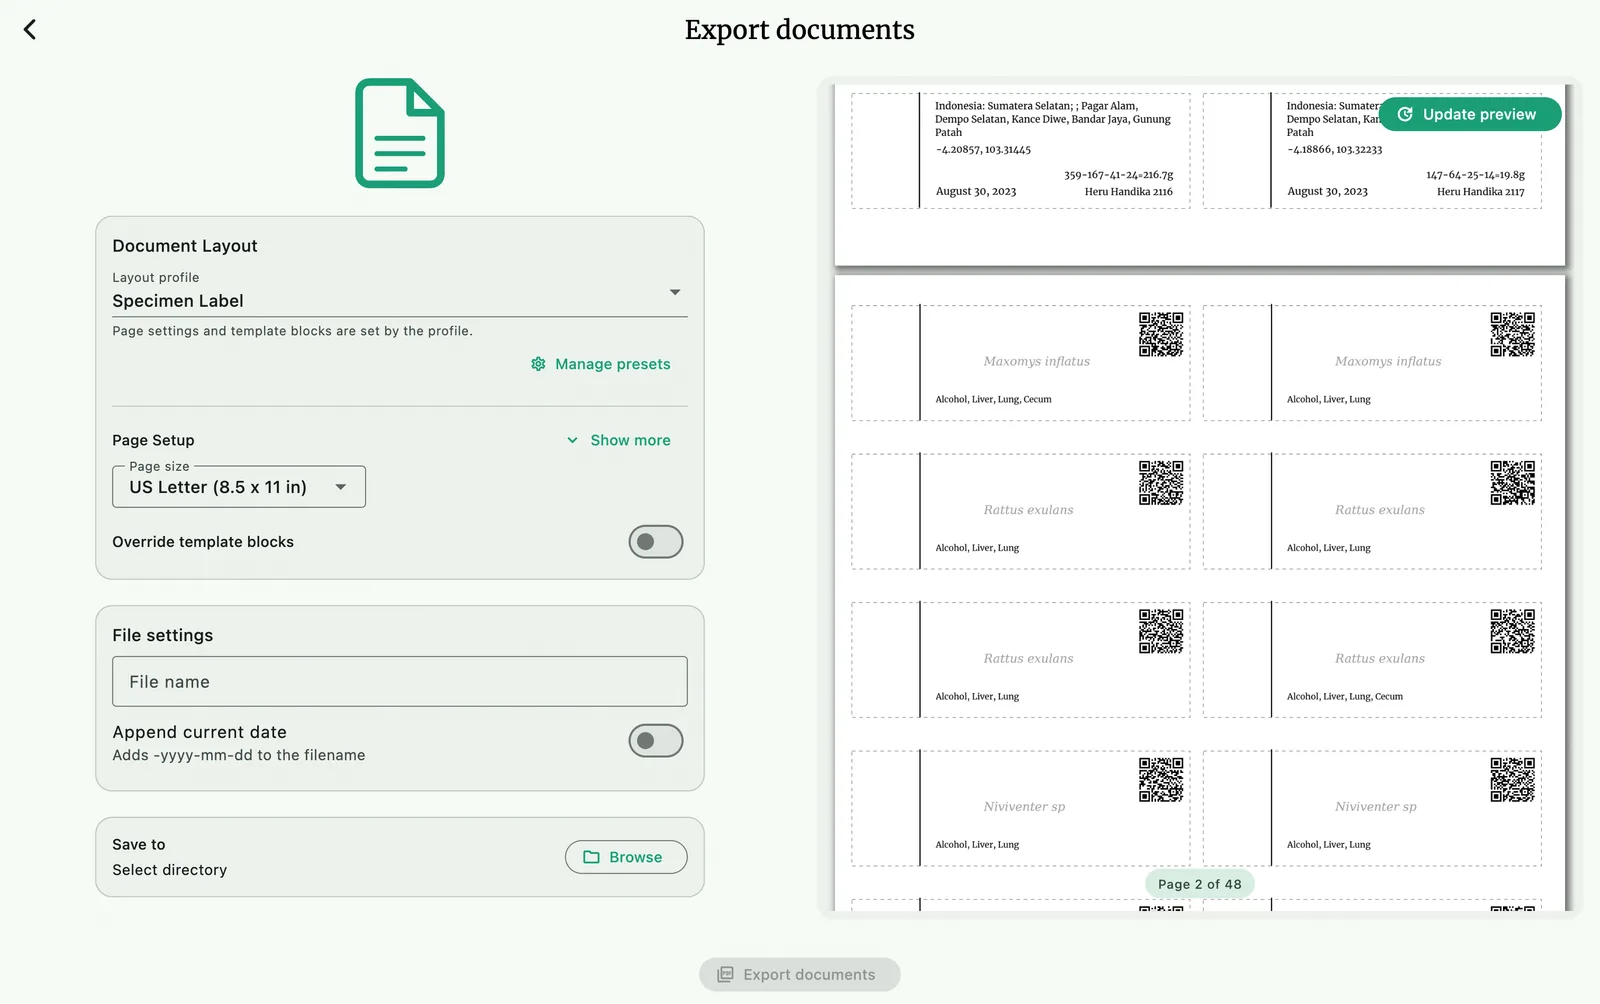 Export documents
Document Layout
Layout profile
Specimen Label
Page settings and template blocks are set by the profile.
Manage presets
Page Setup
Show more
Page size
US Letter (8.5 x 11 in)
Override template blocks
File settings
File name
Append current date
Adds -yyyy-mm-dd to the filename
Save to
Select directory
Browse
Update preview
Indonesia: Sumatera Selatan; ; Pagar Alam,
Dempo Selatan, Kance Diwe, Bandar Jaya, Gunung
Patah
-4.20857, 103.31445
359-167-41-24=216.7g
August 30, 2023
Heru Handika 2116
Indonesia: Sumater
Dempo Selatan, Kan
Patah
-4.18866, 103.32233
147-64-25-14=19.8g
August 30, 2023
Heru Handika 2117
Maxomys inflatus
Alcohol, Liver, Lung, Cecum
Maxomys inflatus
Alcohol, Liver, Lung
Rattus exulans
Alcohol, Liver, Lung
Rattus exulans
Alcohol, Liver, Lung
Rattus exulans
Alcohol, Liver, Lung
Rattus exulans
Alcohol, Liver, Lung, Cecum
Niviventer sp
Alcohol, Liver, Lung
Niviventer sp
Alcohol, Liver, Lung
Page 2 of 48
Export documents